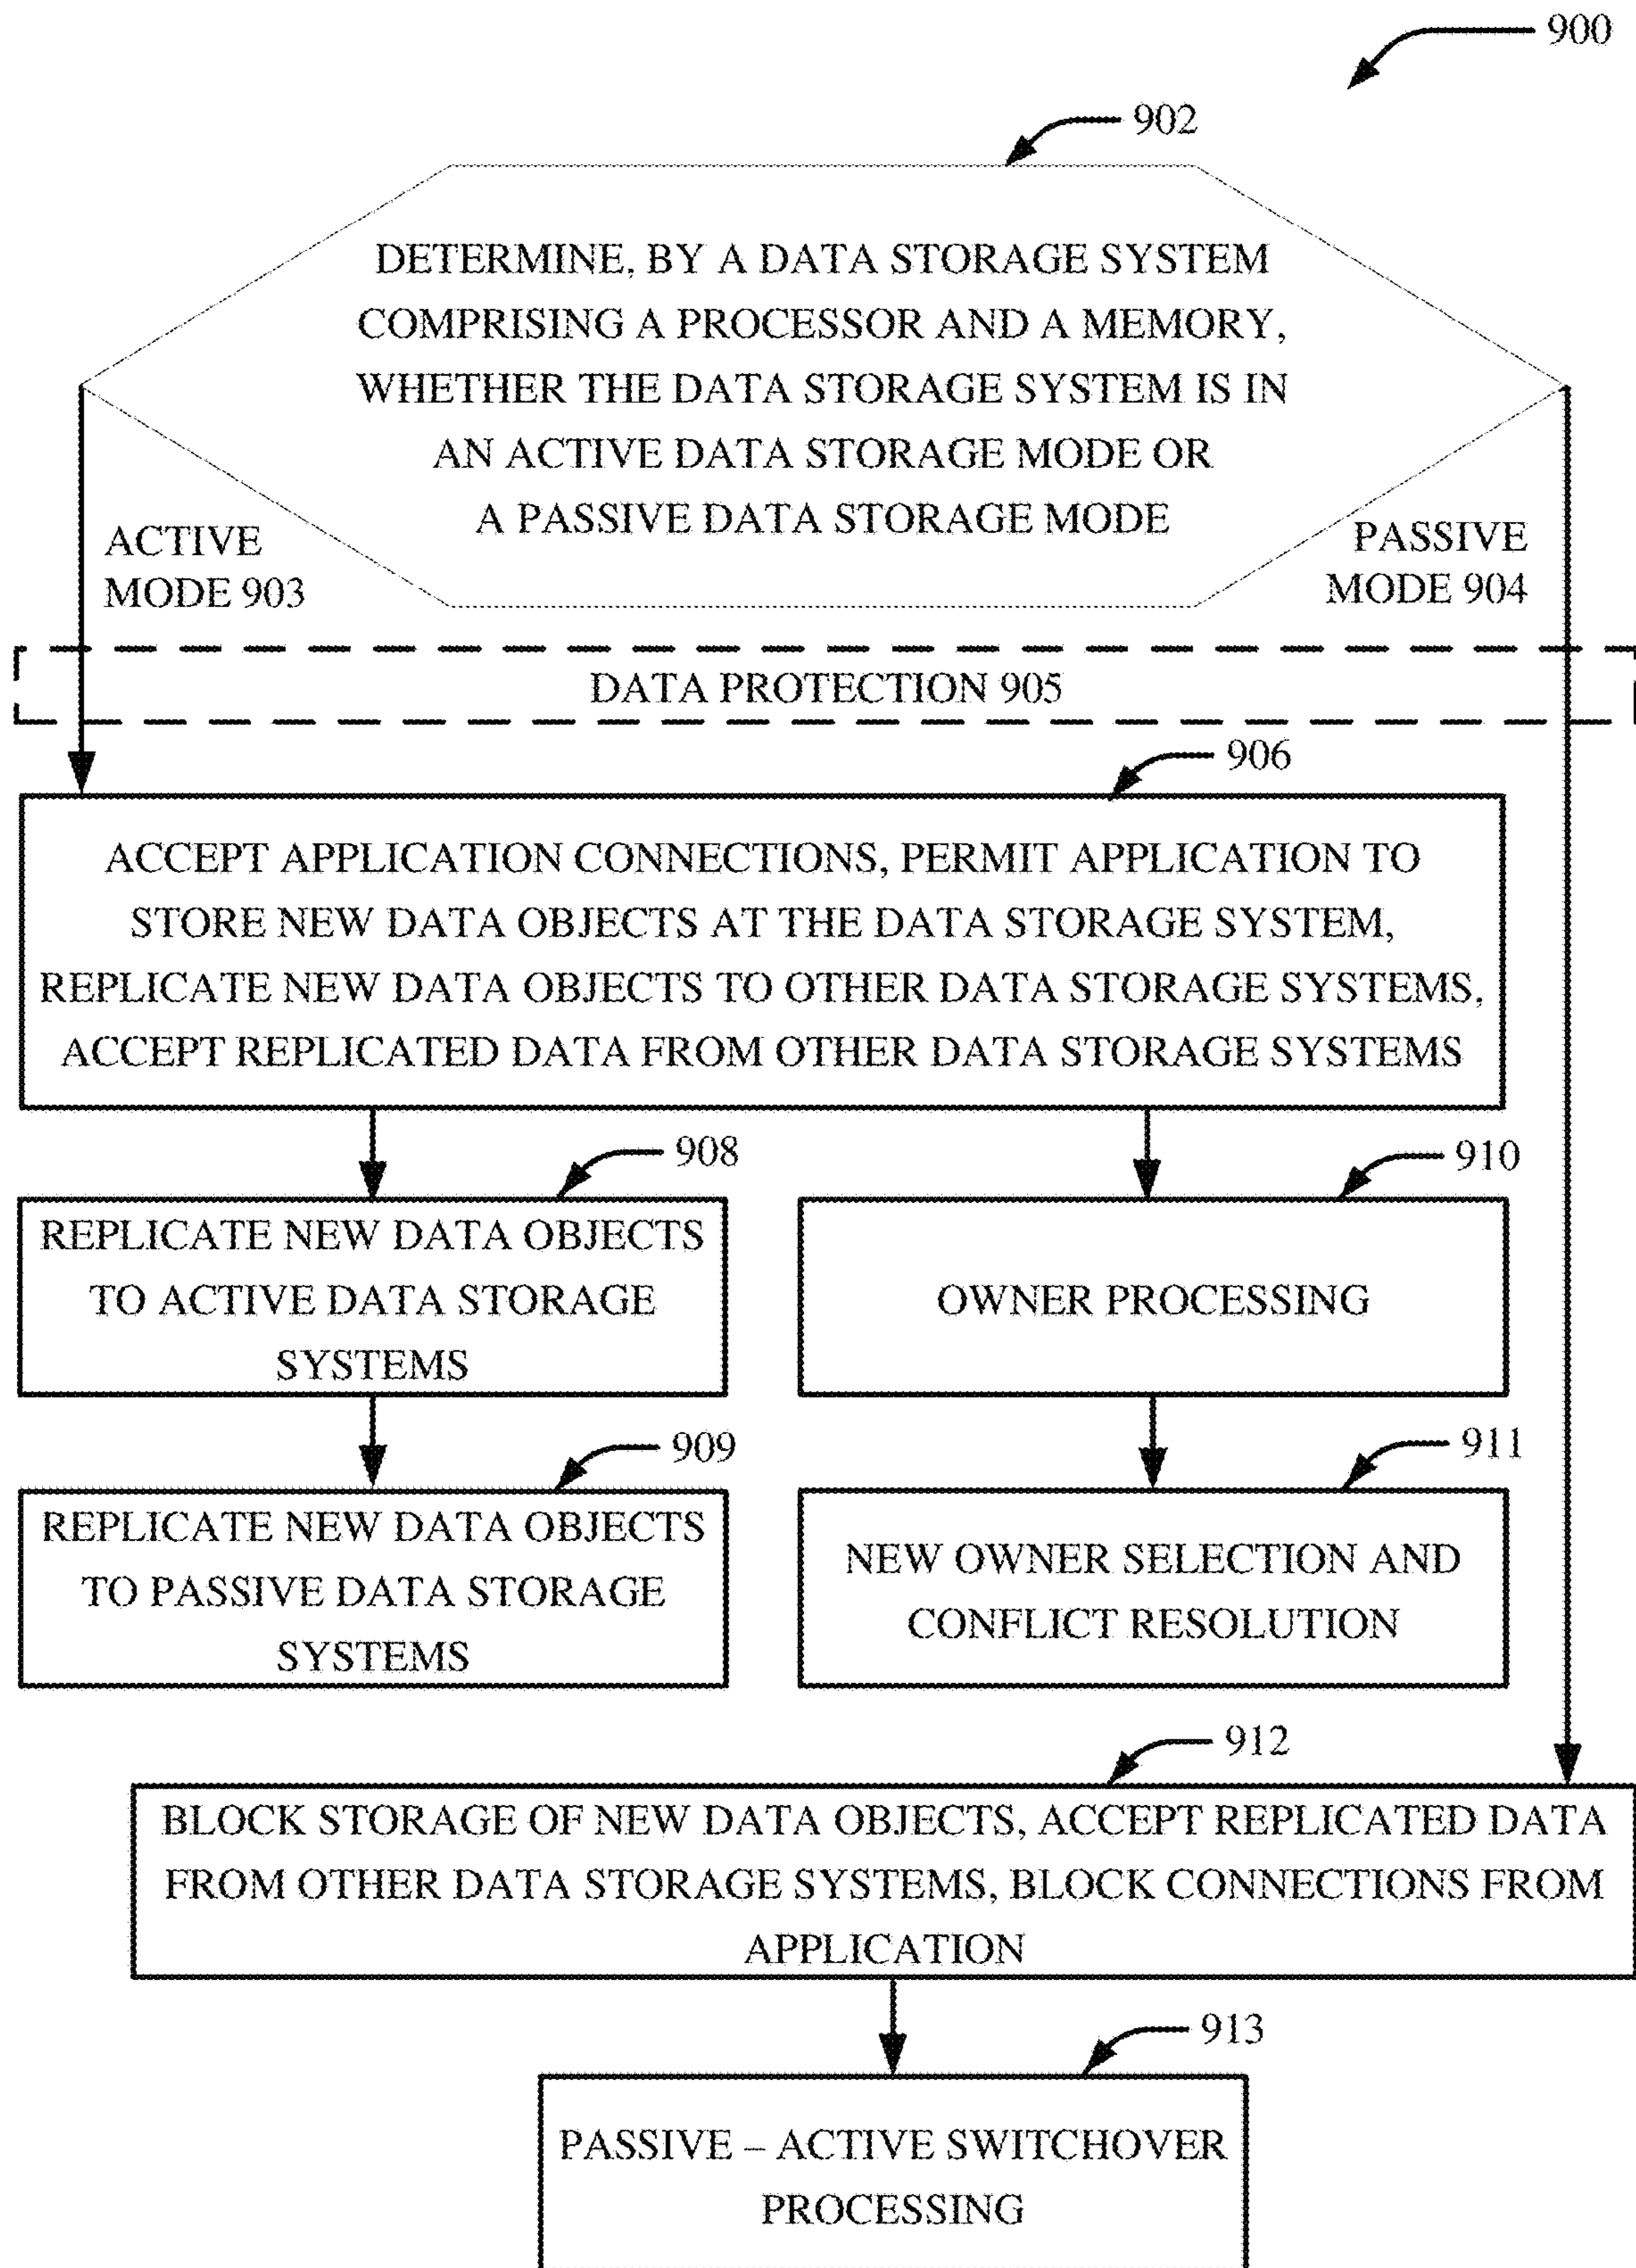 900
902
DETERMINE, BY A DATA STORAGE SYSTEM
COMPRISING A PROCESSOR AND A MEMORY,
WHETHER THE DATA STORAGE SYSTEM IS IN
AN ACTIVE DATA STORAGE MODE OR
A PASSIVE DATA STORAGE MODE
ACTIVE
MODE 903
PASSIVE
MODE 904
DATA PROTECTION 905
906
ACCEPT APPLICATION CONNECTIONS, PERMIT APPLICATION TO
STORE NEW DATA OBJECTS AT THE DATA STORAGE SYSTEM,
REPLICATE NEW DATA OBJECTS TO OTHER DATA STORAGE SYSTEMS,
ACCEPT REPLICATED DATA FROM OTHER DATA STORAGE SYSTEMS
908
REPLICATE NEW DATA OBJECTS
TO ACTIVE DATA STORAGE
SYSTEMS
910
OWNER PROCESSING
909
REPLICATE NEW DATA OBJECTS
TO PASSIVE DATA STORAGE
SYSTEMS
911
NEW OWNER SELECTION AND
CONFLICT RESOLUTION
912
BLOCK STORAGE OF NEW DATA OBJECTS, ACCEPT REPLICATED DATA
FROM OTHER DATA STORAGE SYSTEMS, BLOCK CONNECTIONS FROM
APPLICATION
913
PASSIVE – ACTIVE SWITCHOVER
PROCESSING